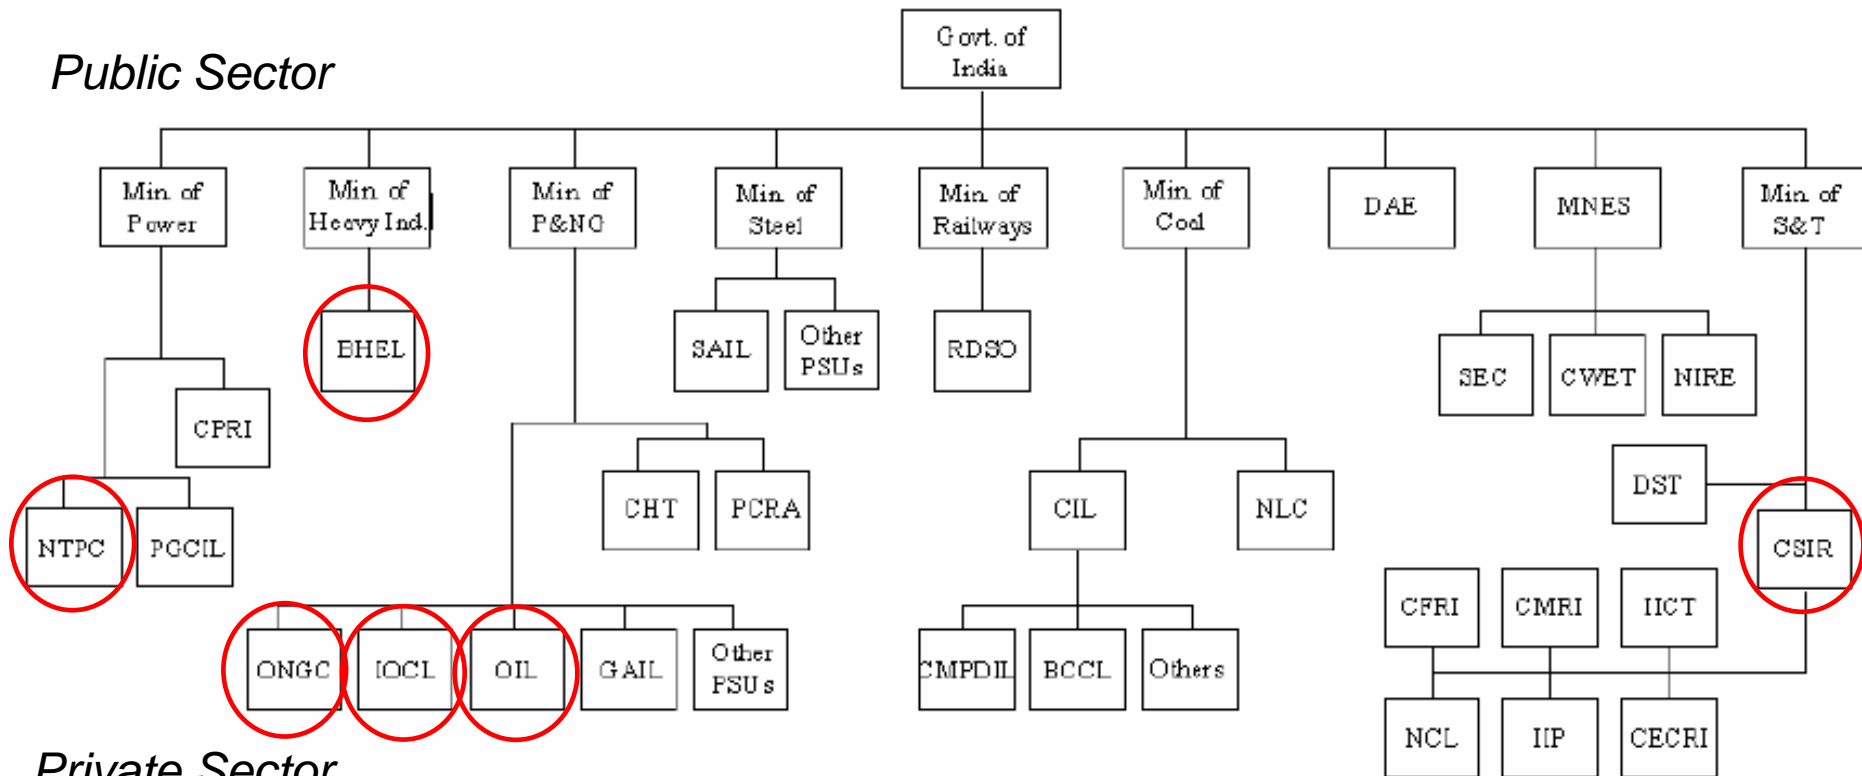 Public Sector
Govt. of
India
Min. of
Power
Min. of
Heavy Ind.
Min. of
P&NG
Min. of
Steel
Min. of
Railways
Min. of
Coal
DAE
MNES
Min. of
S&T
BHEL
SAIL
Other
PSUs
RDSO
SEC
CWET
NIRE
CPRI
CHT
PCRA
CIL
NLC
DST
NTPC
PGCIL
CSIR
CFRI
CMRI
IICT
ONGC
IOCL
OIL
GAIL
Other
PSUs
CMPDIL
BCCL
Others
NCL
IIP
CECRI
Private Sector